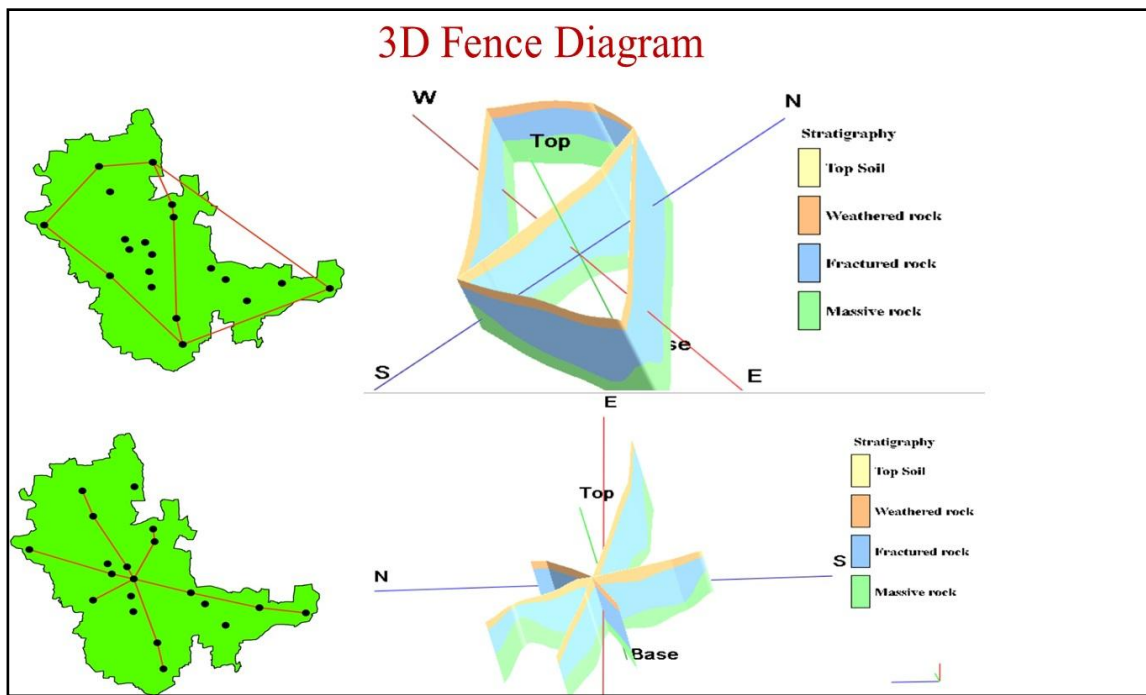 3D Fence Diagram
W
N
Top
Stratigraphy
Top Soil
Weathered rock
Fractured rock
Massive rock
S
se
E
E
Top
N
S
Base
Stratigraphy
Top Soil
Weathered rock
Fractured rock
Massive rock